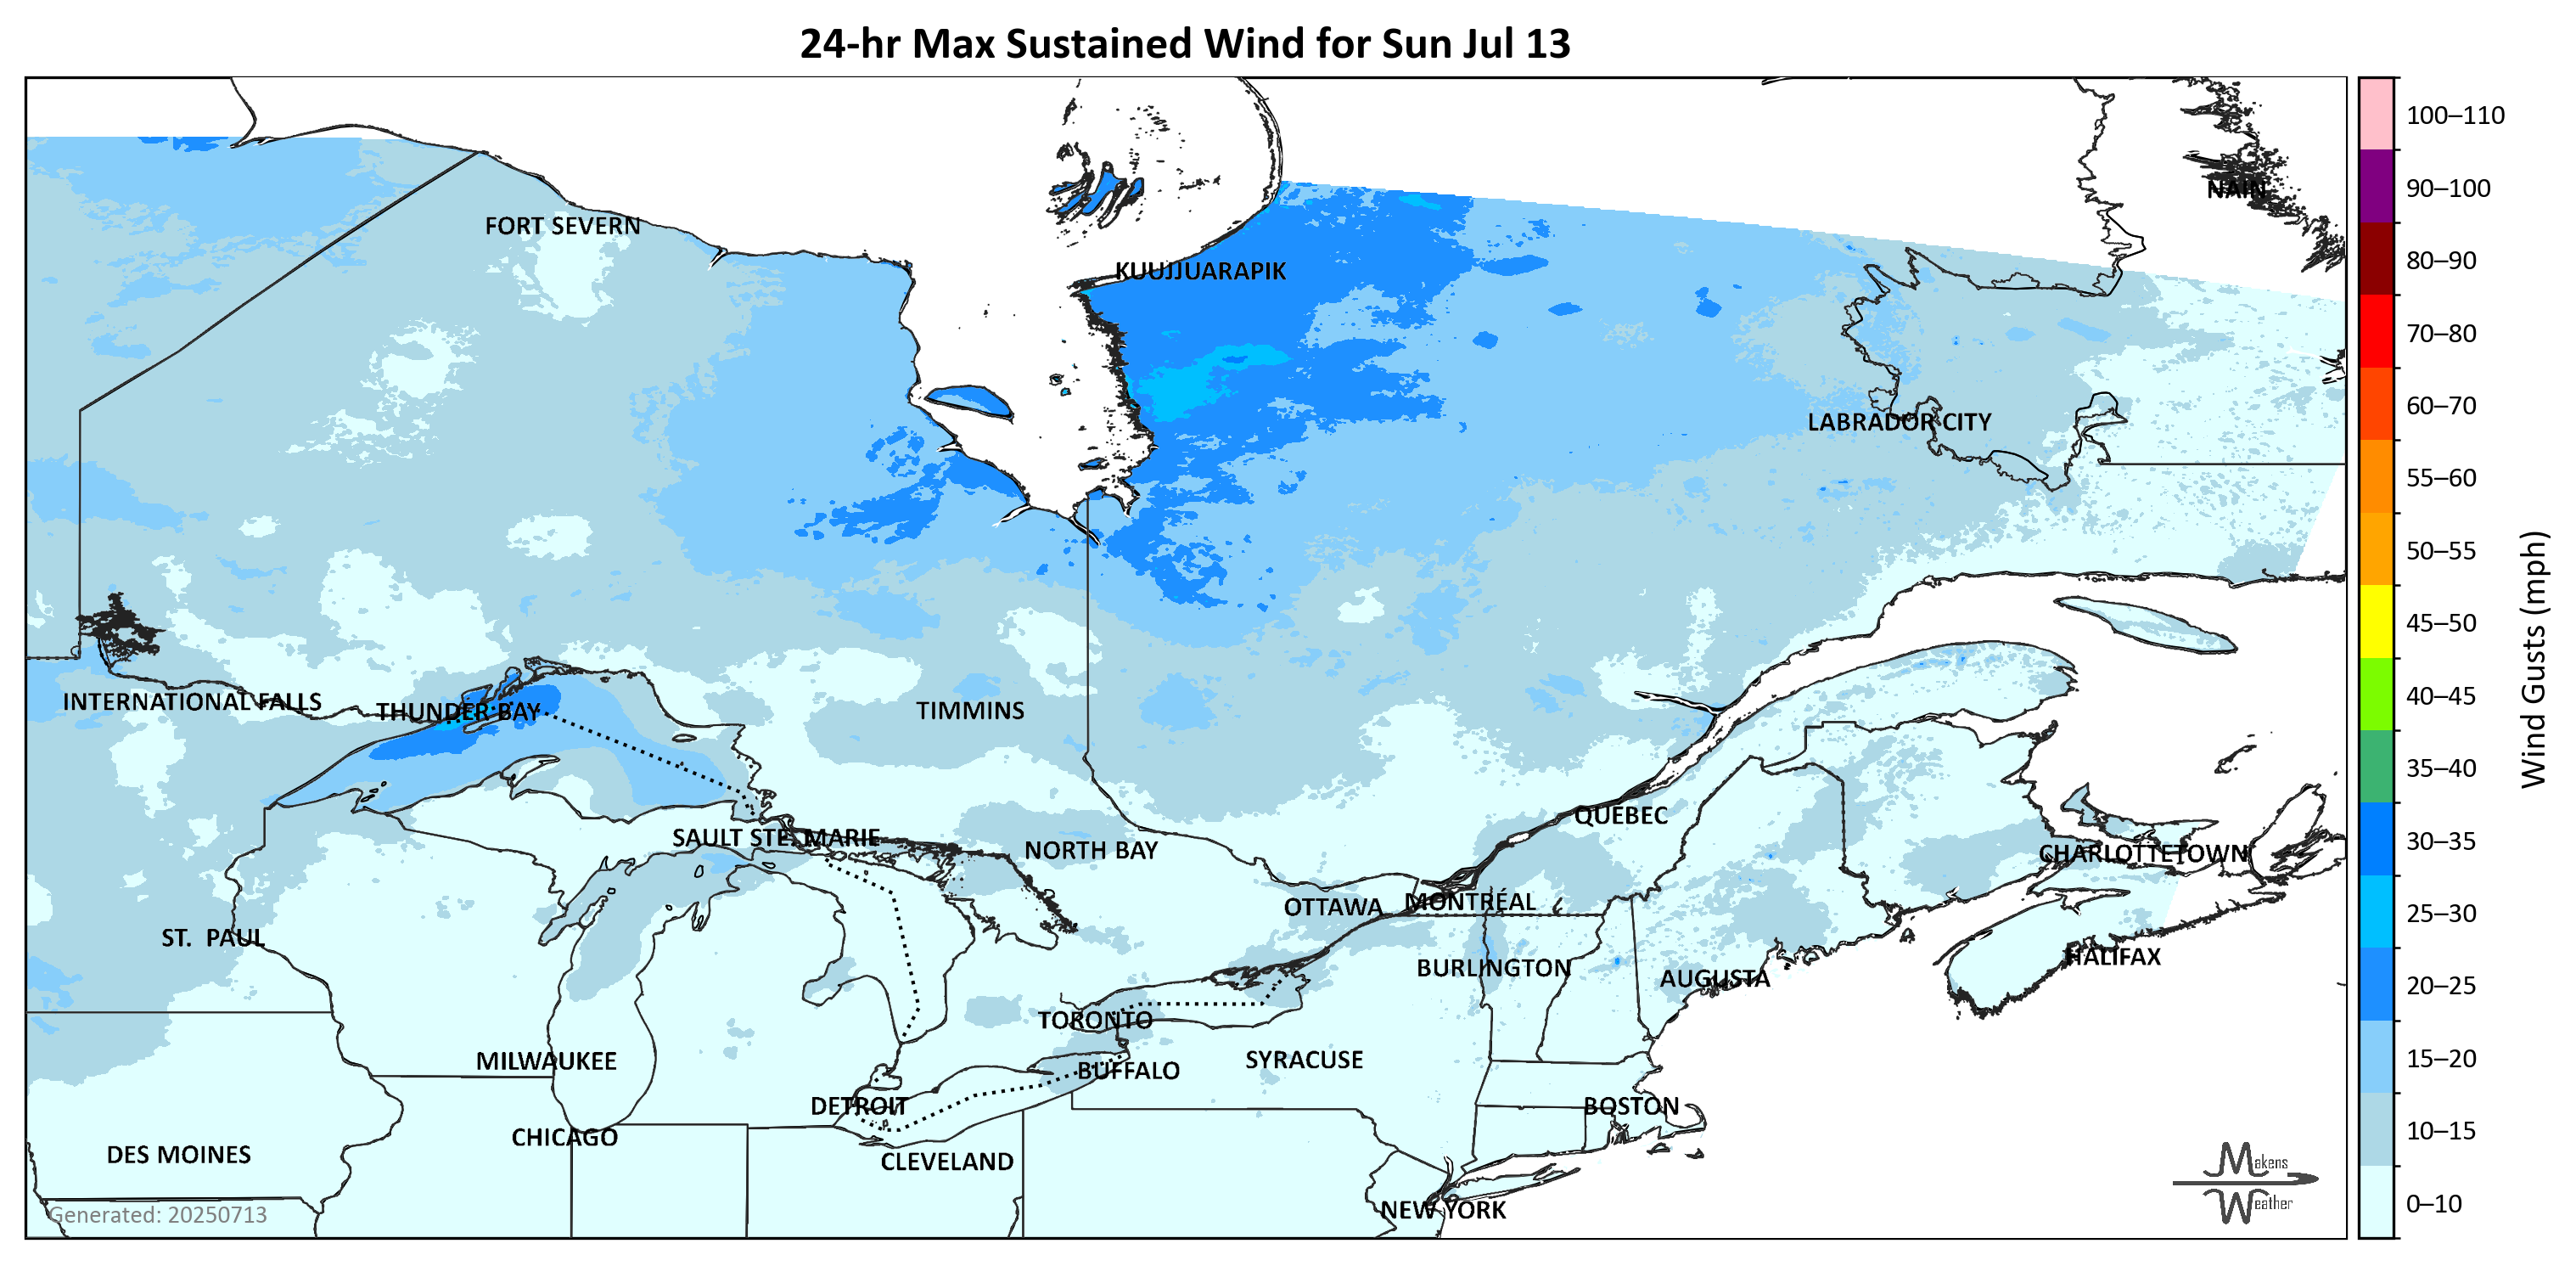 24-hr Max Sustained Wind for Sun Jul 13
NAIN
FORT SEVERN
KUUJJUARAPIK
LABRADOR CITY
INTERNATIONAL FALLS
THUNDER BAY
TIMMINS
QUÉBEC
SAULT STE. MARIE
NORTH BAY
CHARLOTTETOWN
OTTAWA
MONTRÉAL
ST. PAUL
HALIFAX
BURLINGTON
AUGUSTA
TORONTO
MILWAUKEE
SYRACUSE
BUFFALO
DETROIT
BOSTON
CHICAGO
DES MOINES
CLEVELAND
NEW YORK
Generated: 20250713
Makens
Weather
100–110
90–100
80–90
70–80
60–70
55–60
50–55
45–50
40–45
35–40
30–35
25–30
20–25
15–20
10–15
0–10
Wind Gusts (mph)